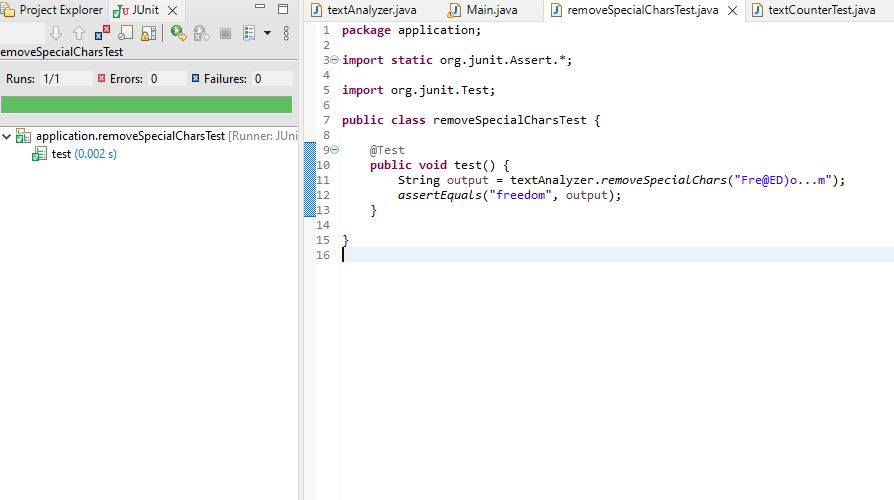 Project Explorer JUnit
emoveSpecialCharsTest
Runs: 1/1 Errors: 0 Failures: 0
application.removeSpecialCharsTest [Runner: JUni
test (0.002 s)
textAnalyzer.java Main.java removeSpecialCharsTest.java textCounterTest.java
1 package application;
2
3 import static org.junit.Assert.*;
4
5 import org.junit.Test;
6
7 public class removeSpecialCharsTest {
8
9 @Test
10 public void test() {
11 String output = textAnalyzer.removeSpecialChars("Fre@ED)o...m");
12 assertEquals("freedom", output);
13 }
14
15 }
16